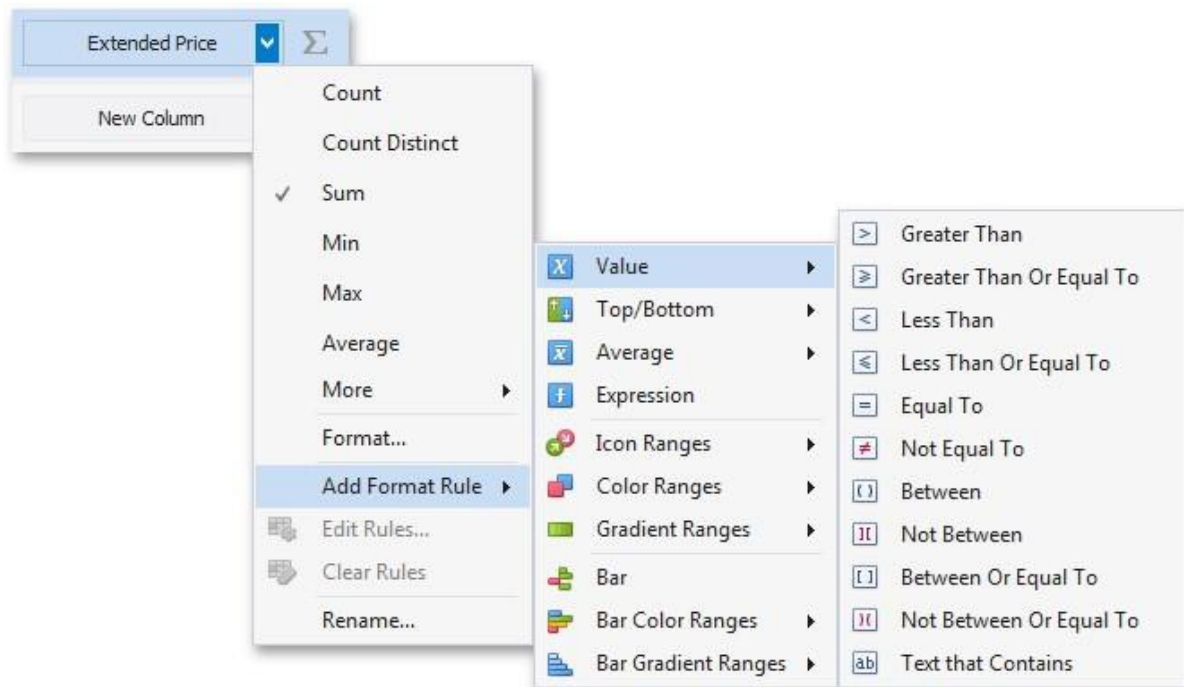 Extended Price
Σ
New Column
Count
Count Distinct
Sum
Min
Max
Average
More
Format...
Add Format Rule
Edit Rules...
Clear Rules
Rename...
Value
Top/Bottom
Average
Expression
Icon Ranges
Color Ranges
Gradient Ranges
Bar
Bar Color Ranges
Bar Gradient Ranges
Greater Than
Greater Than Or Equal To
Less Than
Less Than Or Equal To
Equal To
Not Equal To
Between
Not Between
Between Or Equal To
Not Between Or Equal To
ab Text that Contains